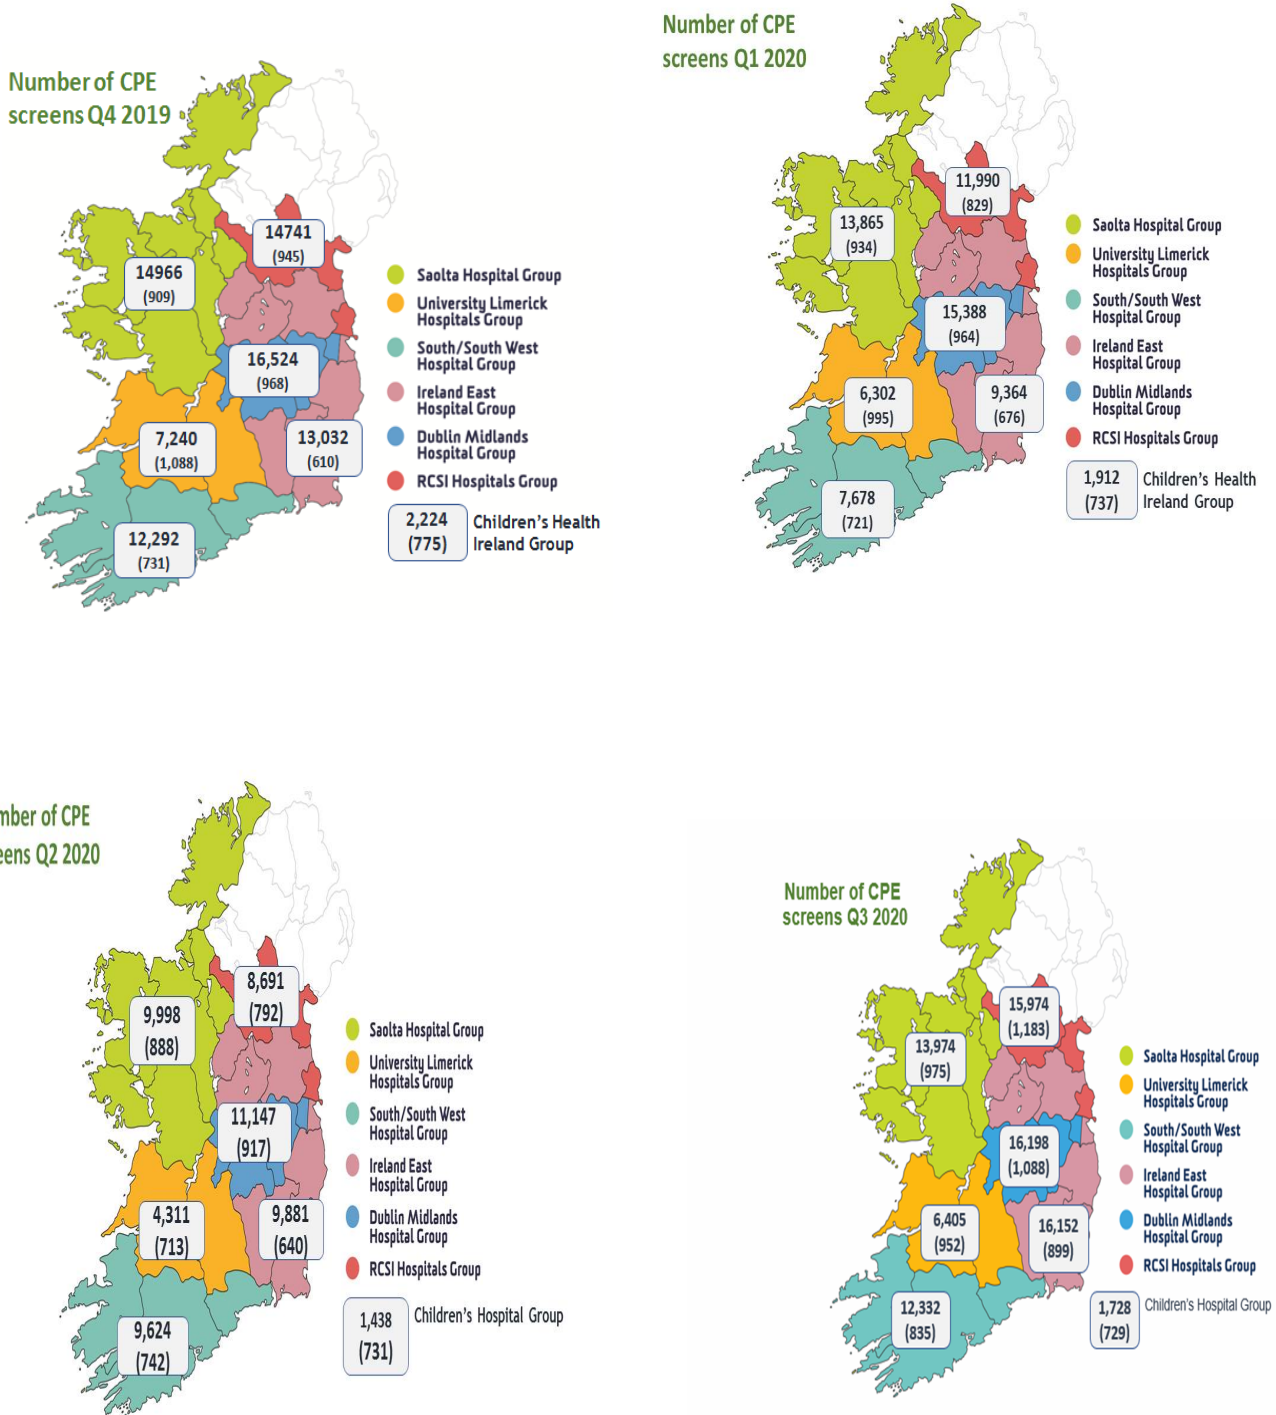 Number of CPE
screens Q4 2019
14741
(945)
14966
(909)
16,524
(968)
7,240
(1,088)
13,032
(610)
12,292
(731)
Saolta Hospital Group
University Limerick
Hospitals Group
South/South West
Hospital Group
Ireland East
Hospital Group
Dublin Midlands
Hospital Group
RCSI Hospitals Group
2,224
(775)
Children's Health
Ireland Group
Number of CPE
screens Q1 2020
11,990
(829)
13,865
(934)
15,388
(964)
6,302
(995)
9,364
(676)
7,678
(721)
Saolta Hospital Group
University Limerick
Hospitals Group
South/South West
Hospital Group
Ireland East
Hospital Group
Dublin Midlands
Hospital Group
RCSI Hospitals Group
1,912
(737)
Children's Health
Ireland Group
mber of CPE
eens Q2 2020
8,691
(792)
9,998
(888)
11,147
(917)
4,311
(713)
9,881
(640)
9,624
(742)
Saolta Hospital Group
University Limerick
Hospitals Group
South/South West
Hospital Group
Ireland East
Hospital Group
Dublin Midlands
Hospital Group
RCSI Hospitals Group
1,438
(731)
Children's Hospital Group
Number of CPE
screens Q3 2020
15,974
(1,183)
13,974
(975)
16,198
(1,088)
6,405
(952)
16,152
(899)
12,332
(835)
Saolta Hospital Group
University Limerick
Hospitals Group
South/South West
Hospital Group
Ireland East
Hospital Group
Dublin Midlands
Hospital Group
RCSI Hospitals Group
1,728
(729)
Children's Hospital Group